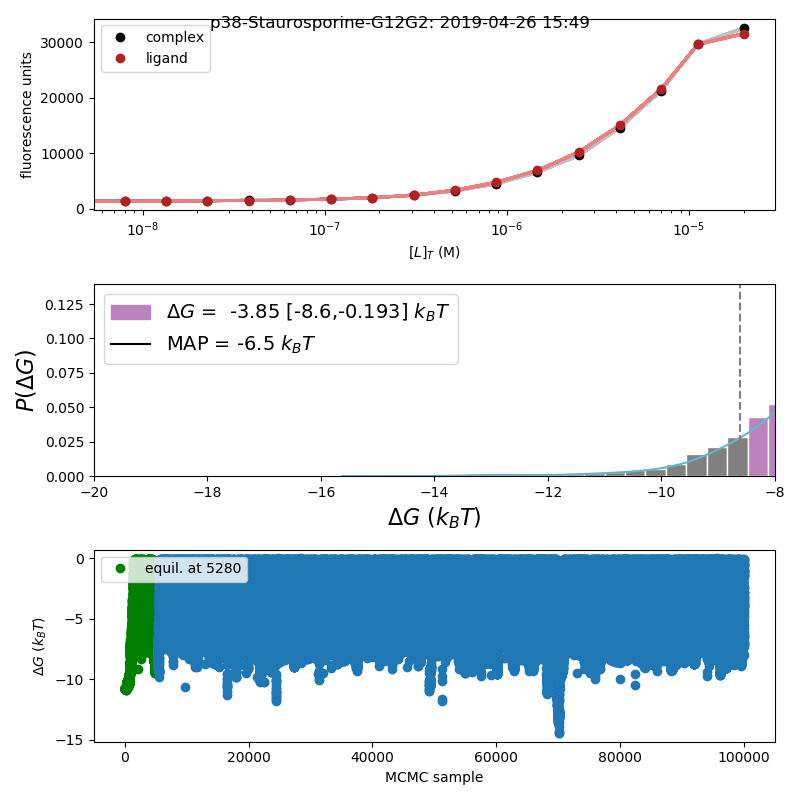 p38-Staurosporine-G12G2: 2019-04-26 15:49
complex
ligand
fluorescence units
30000
20000
10000
0
10⁻⁸
10⁻⁷
10⁻⁶
10⁻⁵
[L]_T (M)
ΔG = -3.85 [-8.6,-0.193] k_BT
MAP = -6.5 k_BT
P(ΔG)
0.125
0.100
0.075
0.050
0.025
0.000
−20
−18
−16
−14
−12
−10
−8
ΔG (k_BT)
equil. at 5280
ΔG (k_BT)
0
−5
−10
−15
0
20000
40000
60000
80000
100000
MCMC sample